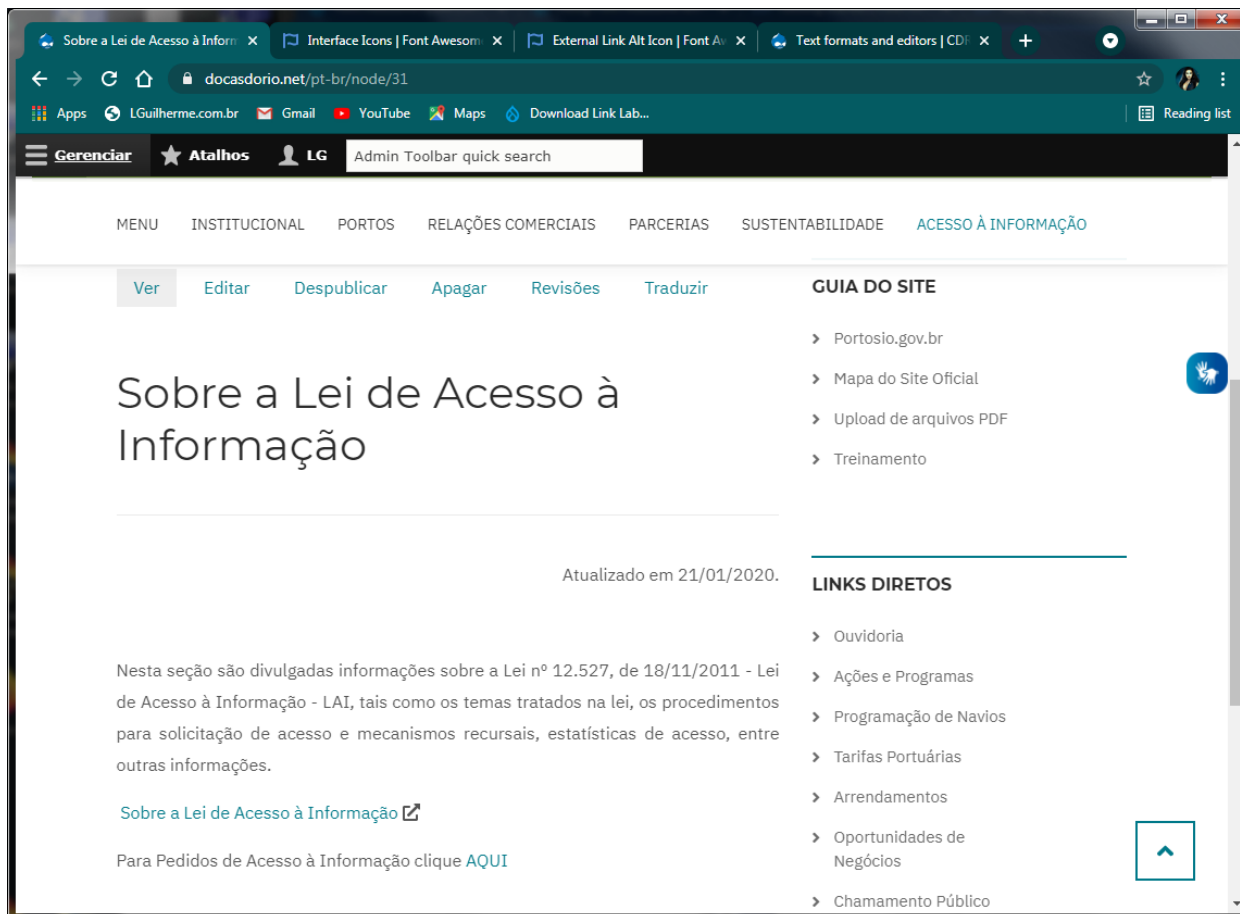 Sobre a Lei de Acesso à Inform
Interface Icons | Font Awesom
External Link Alt Icon | Font Av
Text formats and editors | CDR
docasdorio.net/pt-br/node/31
Apps
LGuilherme.com.br
Gmail
YouTube
Maps
Download Link Lab...
Reading list
Gerenciar
Atalhos
LG
Admin Toolbar quick search
MENU
INSTITUCIONAL
PORTOS
RELAÇÕES COMERCIAIS
PARCERIAS
SUSTENTABILIDADE
ACESSO À INFORMAÇÃO
Ver
Editar
Despublicar
Apagar
Revisões
Traduzir
Sobre a Lei de Acesso à
Informação
Atualizado em 21/01/2020.
Nesta seção são divulgadas informações sobre a Lei nº 12.527, de 18/11/2011 - Lei
de Acesso à Informação - LAI, tais como os temas tratados na lei, os procedimentos
para solicitação de acesso e mecanismos recursais, estatísticas de acesso, entre
outras informações.
Sobre a Lei de Acesso à Informação
Para Pedidos de Acesso à Informação clique AQUI
GUIA DO SITE
Portosio.gov.br
Mapa do Site Oficial
Upload de arquivos PDF
Treinamento
LINKS DIRETOS
Ouvidoria
Ações e Programas
Programação de Navios
Tarifas Portuárias
Arrendamentos
Oportunidades de
Negócios
Chamamento Público